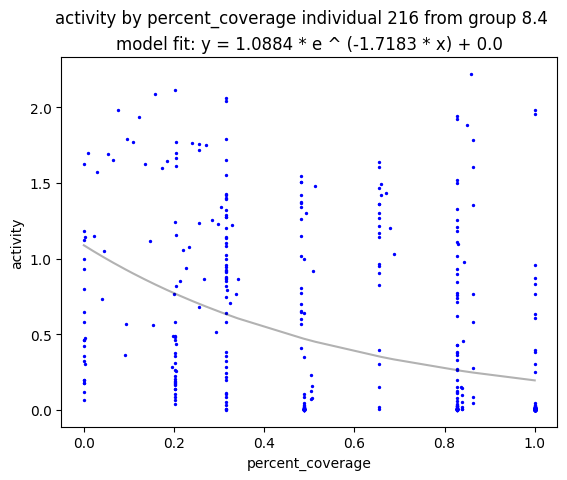 activity by percent_coverage individual 216 from group 8.4
model fit: y = 1.0884 * e ^ (-1.7183 * x) + 0.0
2.0
1.5
activity
1.0
0.5
0.0
0.0 0.2 0.4 0.6 0.8 1.0
percent_coverage